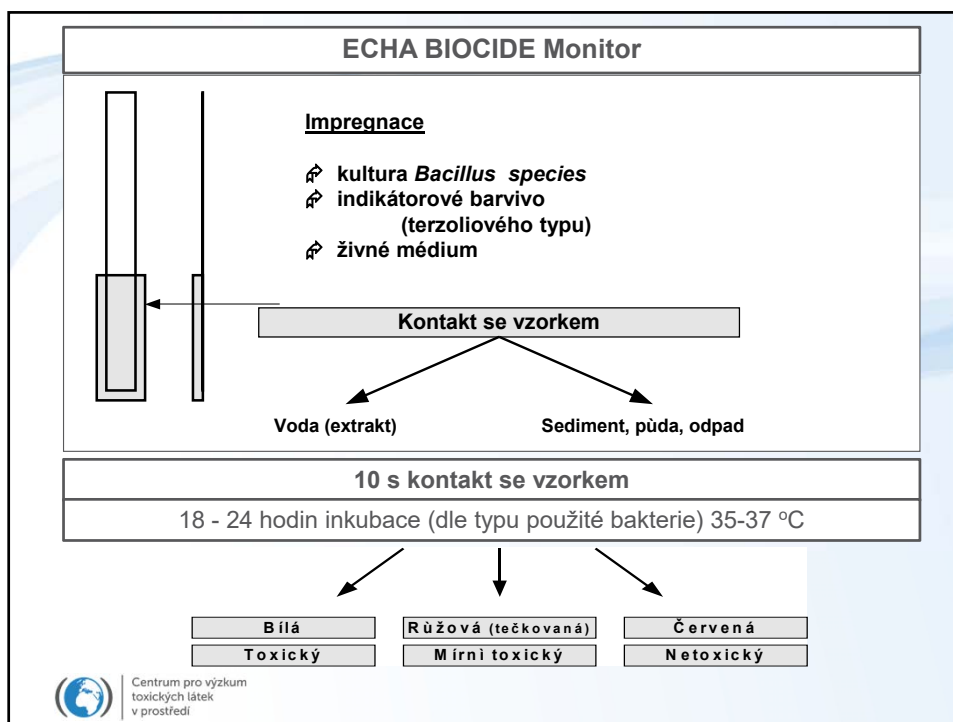 ECHA BIOCIDE Monitor
Impregnace
kultura Bacillus species
indikátorové barvivo
(terzoliového typu)
živné médium
Kontakt se vzorkem
Voda (extrakt)
Sediment, pùda, odpad
10 s kontakt se vzorkem
18 - 24 hodin inkubace (dle typu použité bakterie) 35-37 °C
Bílá
Rùžová (tečkovaná)
Červená
Toxický
Mírnì toxický
Netoxický
Centrum pro výzkum
toxických látek
v prostředí